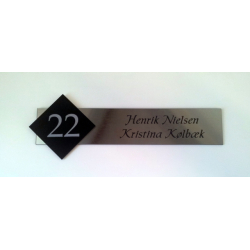 22
Henrik Nielsen
Kristina Kølbæk